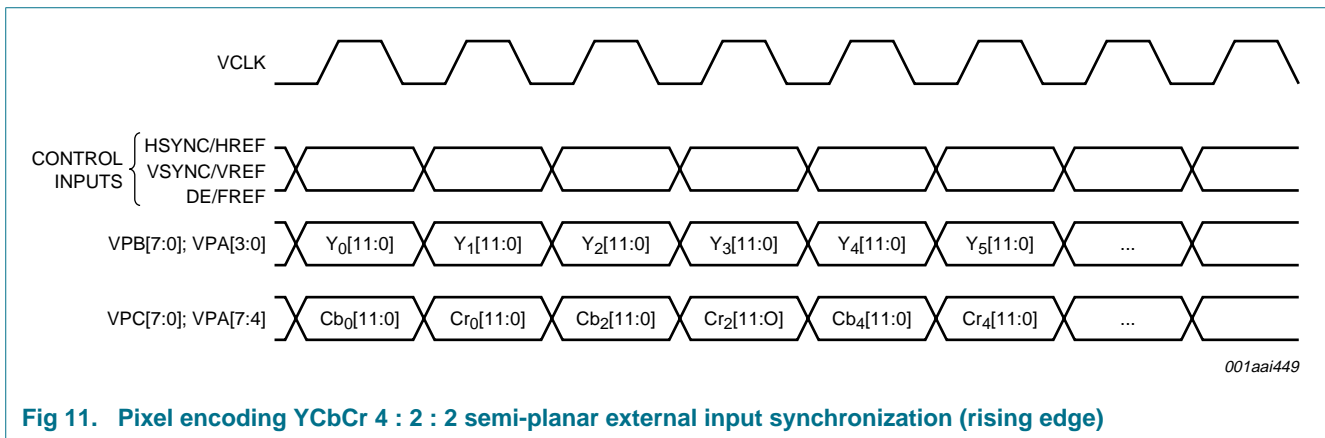 VCLK
CONTROL INPUTS
HSYNC/HREF
VSYNC/VREF
DE/FREF
VPB[7:0]; VPA[3:0] Y0[11:0] Y1[11:0] Y2[11:0] Y3[11:0] Y4[11:0] Y5[11:0] ...
VPC[7:0]; VPA[7:4] Cb0[11:0] Cr0[11:0] Cb2[11:0] Cr2[11:O] Cb4[11:0] Cr4[11:0] ...
001aai449
Fig 11. Pixel encoding YCbCr 4 : 2 : 2 semi-planar external input synchronization (rising edge)